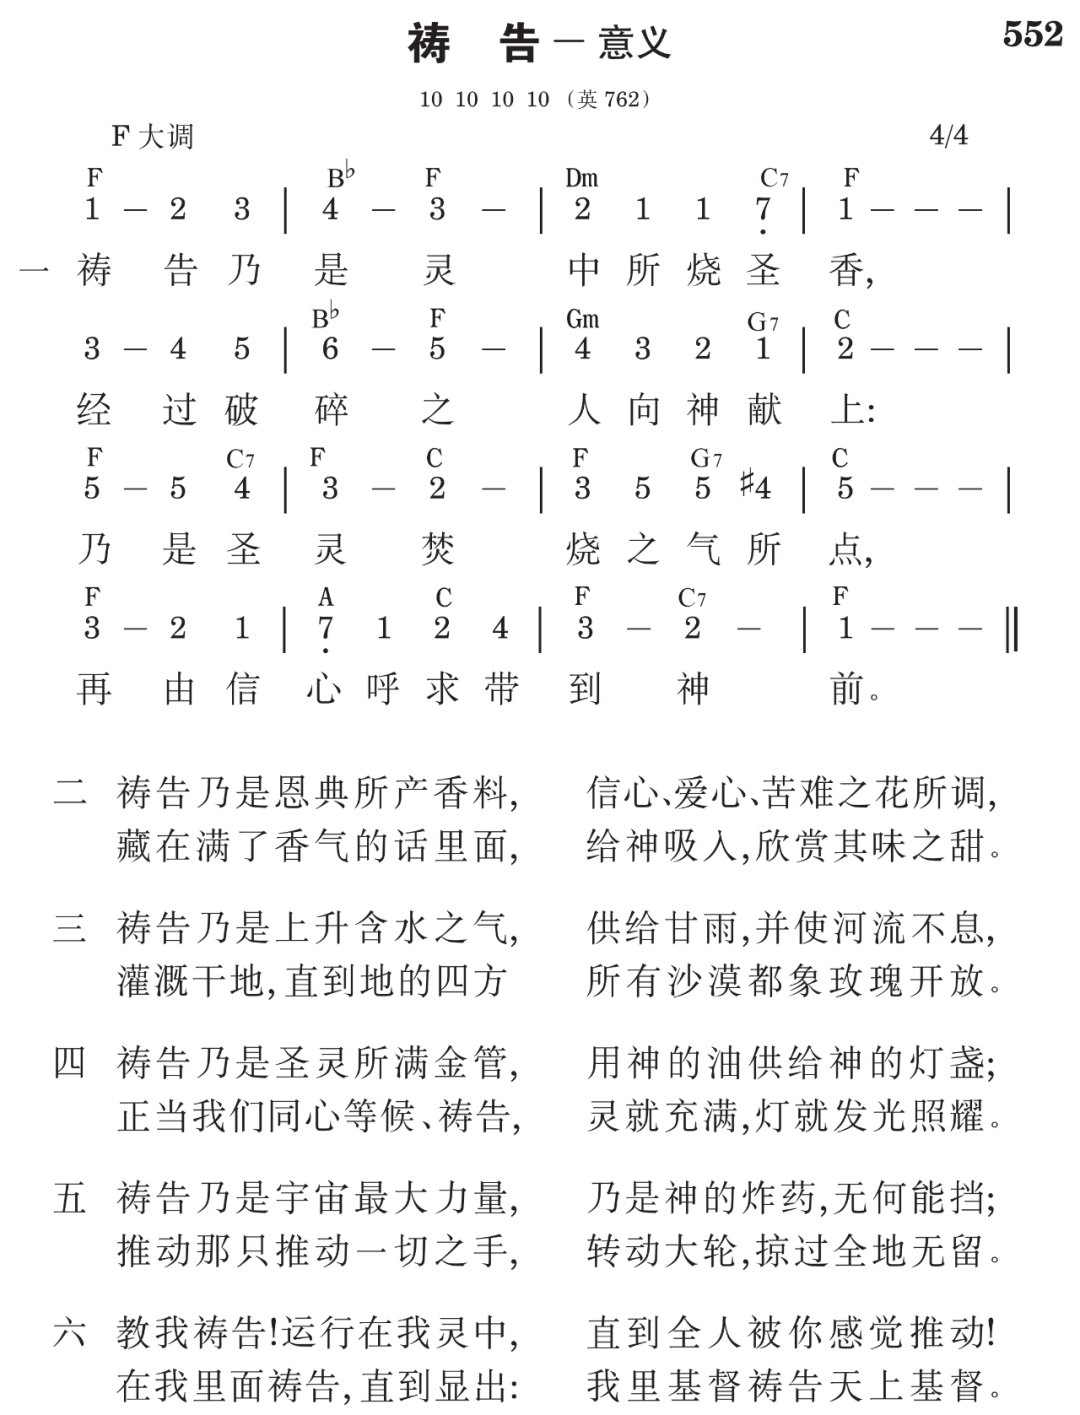 祷 告 — 意义 552
10 10 10 10 （英 762）
F 大调 4/4
F B♭ F Dm C7 F
1 — 2 3 | 4 — 3 — | 2 1 1 7̣ | 1 — — — |
一 祷 告 乃 是 灵 中 所 烧 圣 香,
B♭ F Gm G7 C
3 — 4 5 | 6 — 5 — | 4 3 2 1 | 2 — — — |
经 过 破 碎 之 人 向 神 献 上:
F C7 F C F G7 C
5 — 5 4 | 3 — 2 — | 3 5 5 ♯4 | 5 — — — |
乃 是 圣 灵 焚 烧 之 气 所 点,
F A C F C7 F
3 — 2 1 | 7̣ 1 2 4 | 3 — 2 — | 1 — — — ‖
再 由 信 心 呼 求 带 到 神 前。
二 祷告乃是恩典所产香料, 信心、爱心、苦难之花所调,
藏在满了香气的话里面, 给神吸入,欣赏其味之甜。
三 祷告乃是上升含水之气, 供给甘雨,并使河流不息,
灌溉干地,直到地的四方 所有沙漠都象玫瑰开放。
四 祷告乃是圣灵所满金管, 用神的油供给神的灯盏;
正当我们同心等候、祷告, 灵就充满,灯就发光照耀。
五 祷告乃是宇宙最大力量, 乃是神的炸药,无何能挡;
推动那只推动一切之手, 转动大轮,掠过全地无留。
六 教我祷告!运行在我灵中, 直到全人被你感觉推动!
在我里面祷告,直到显出: 我里基督祷告天上基督。